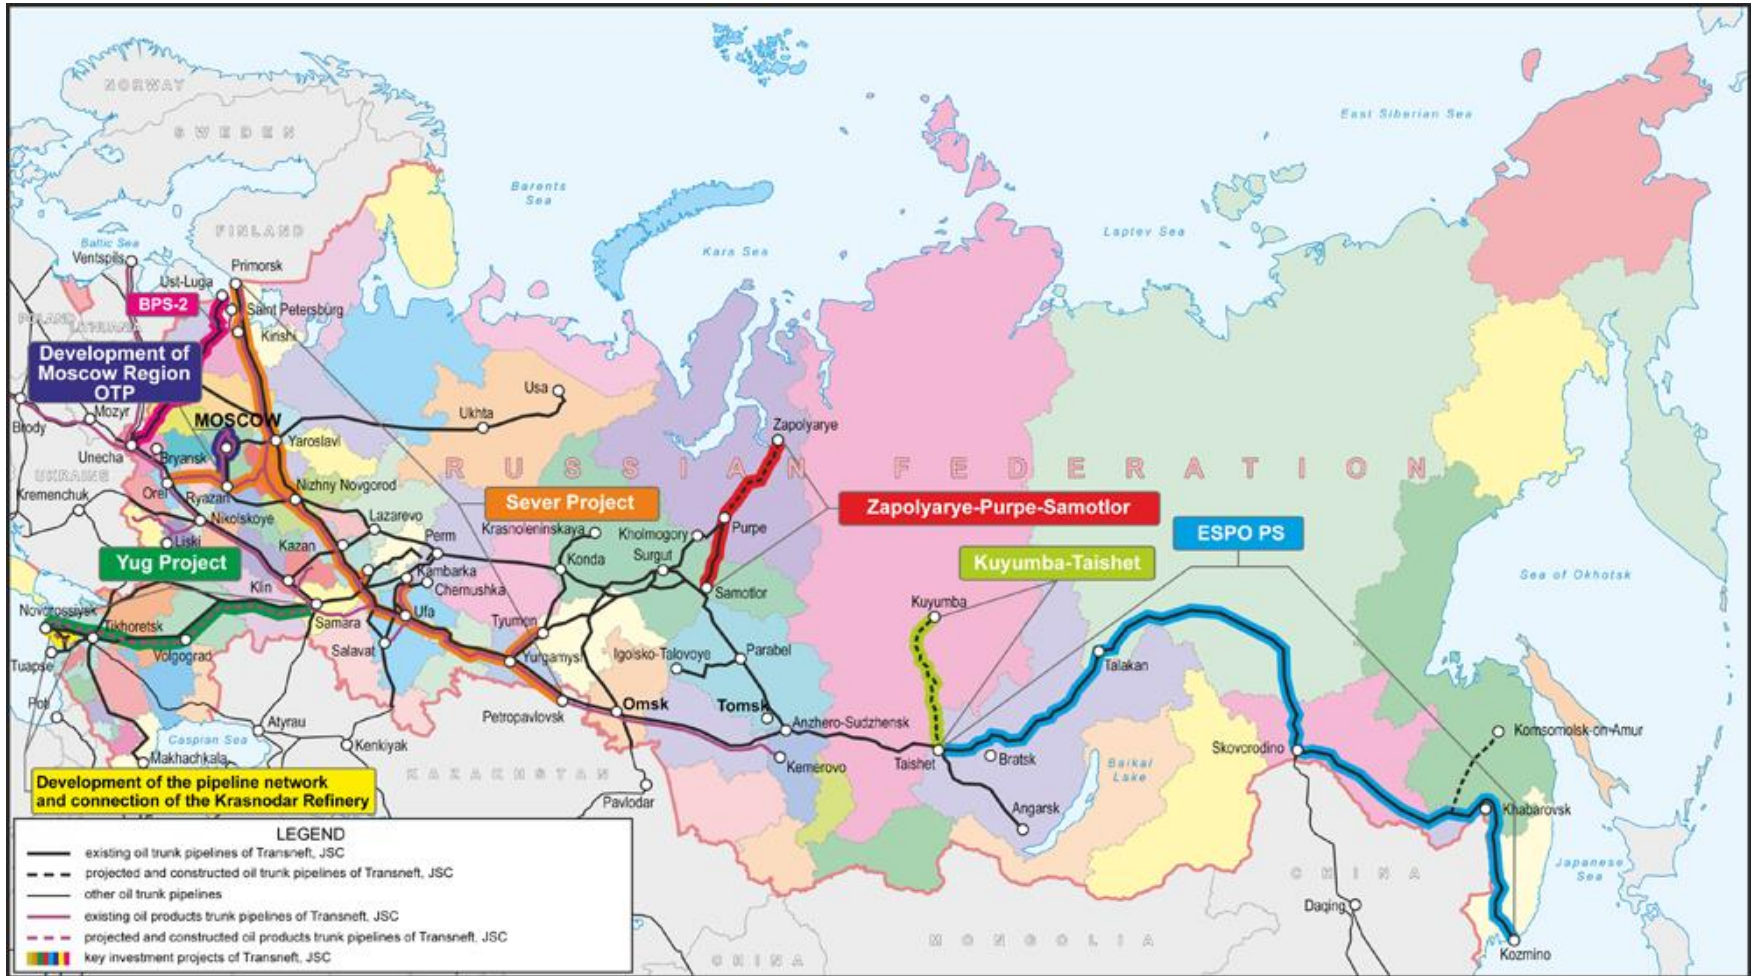 NORWAY
SWEDEN
FINLAND
Barents
Sea
Kara Sea
Laptev Sea
East Siberian Sea
Baltic Sea
Ventspils
Primorsk
Ust-Luga
BPS-2
Saint Petersburg
Kirishi
POLAND
LITHUANIA
Development of
Moscow Region
OTP
Usa
Ukhta
Mozyr
Brody
MOSCOW
Zapolyarye
Yaroslavl
Unecha
Bryansk
RUSSIAN FEDERATION
UKRAINE
Kremenchuk
Orel
Ryazan
Nizhny Novgorod
Sever Project
Zapolyarye-Purpe-Samotlor
ESPO PS
Nikolskoye
Lazarevo
Krasnoleninskaya
Kholmogory
Purpe
Liski
Kazan
Perm
Konda
Surgut
Yug Project
Kuyumba-Taishet
Sea of Okhotsk
Klin
Kambarka
Chernushka
Samotlor
Kuyumba
Novorossiysk
Tikhoretsk
Samara
Ufa
Tyumen
Tuapse
Volgograd
Salavat
Yurgamysh
Igolsko-Talovoye
Parabel
Talakan
Poti
Atyrau
Petropavlovsk
Omsk
Tomsk
Anzhero-Sudzhensk
Caspian Sea
Kenkiyak
Makhachkala
Kemerovo
Taishet
Bratsk
Baikal
Lake
Skovorodino
Komsomolsk-on-Amur
KAZAKHSTAN
Pavlodar
Angarsk
Khabarovsk
Development of the pipeline network
and connection of the Krasnodar Refinery
LEGEND
existing oil trunk pipelines of Transneft, JSC
projected and constructed oil trunk pipelines of Transneft, JSC
other oil trunk pipelines
existing oil products trunk pipelines of Transneft, JSC
projected and constructed oil products trunk pipelines of Transneft, JSC
key investment projects of Transneft, JSC
CHINA
Japanese
Sea
Daqing
MONGOLIA
CHINA
Kozmino